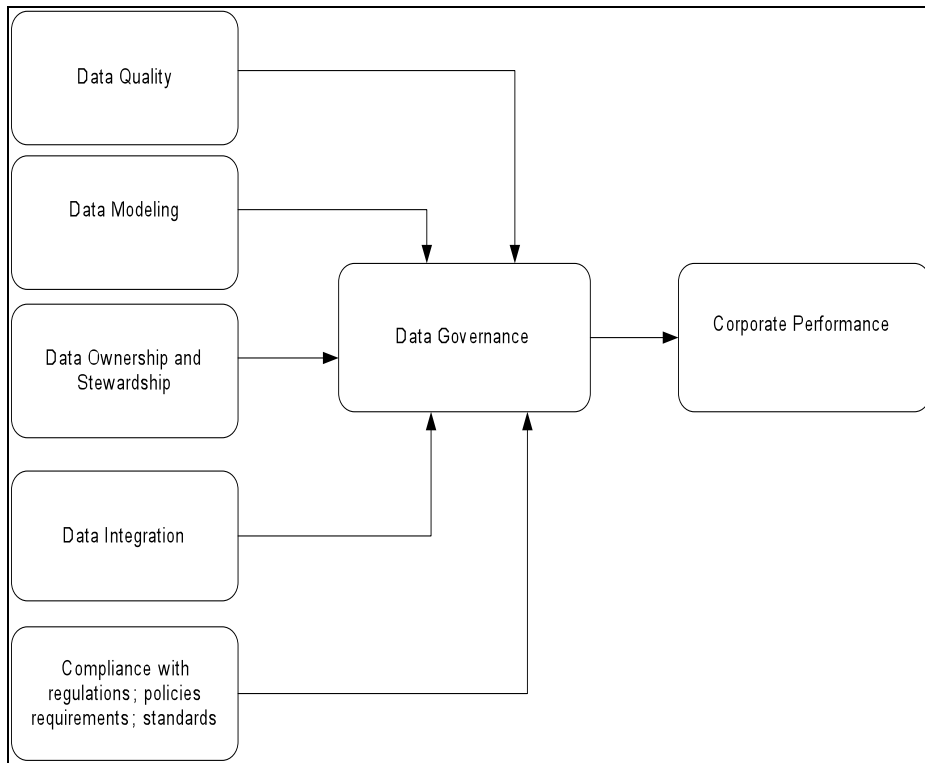 Data Quality
Data Modeling
Data Ownership and
Stewardship
Data Integration
Compliance with
regulations; policies
requirements; standards
Data Governance
Corporate Performance